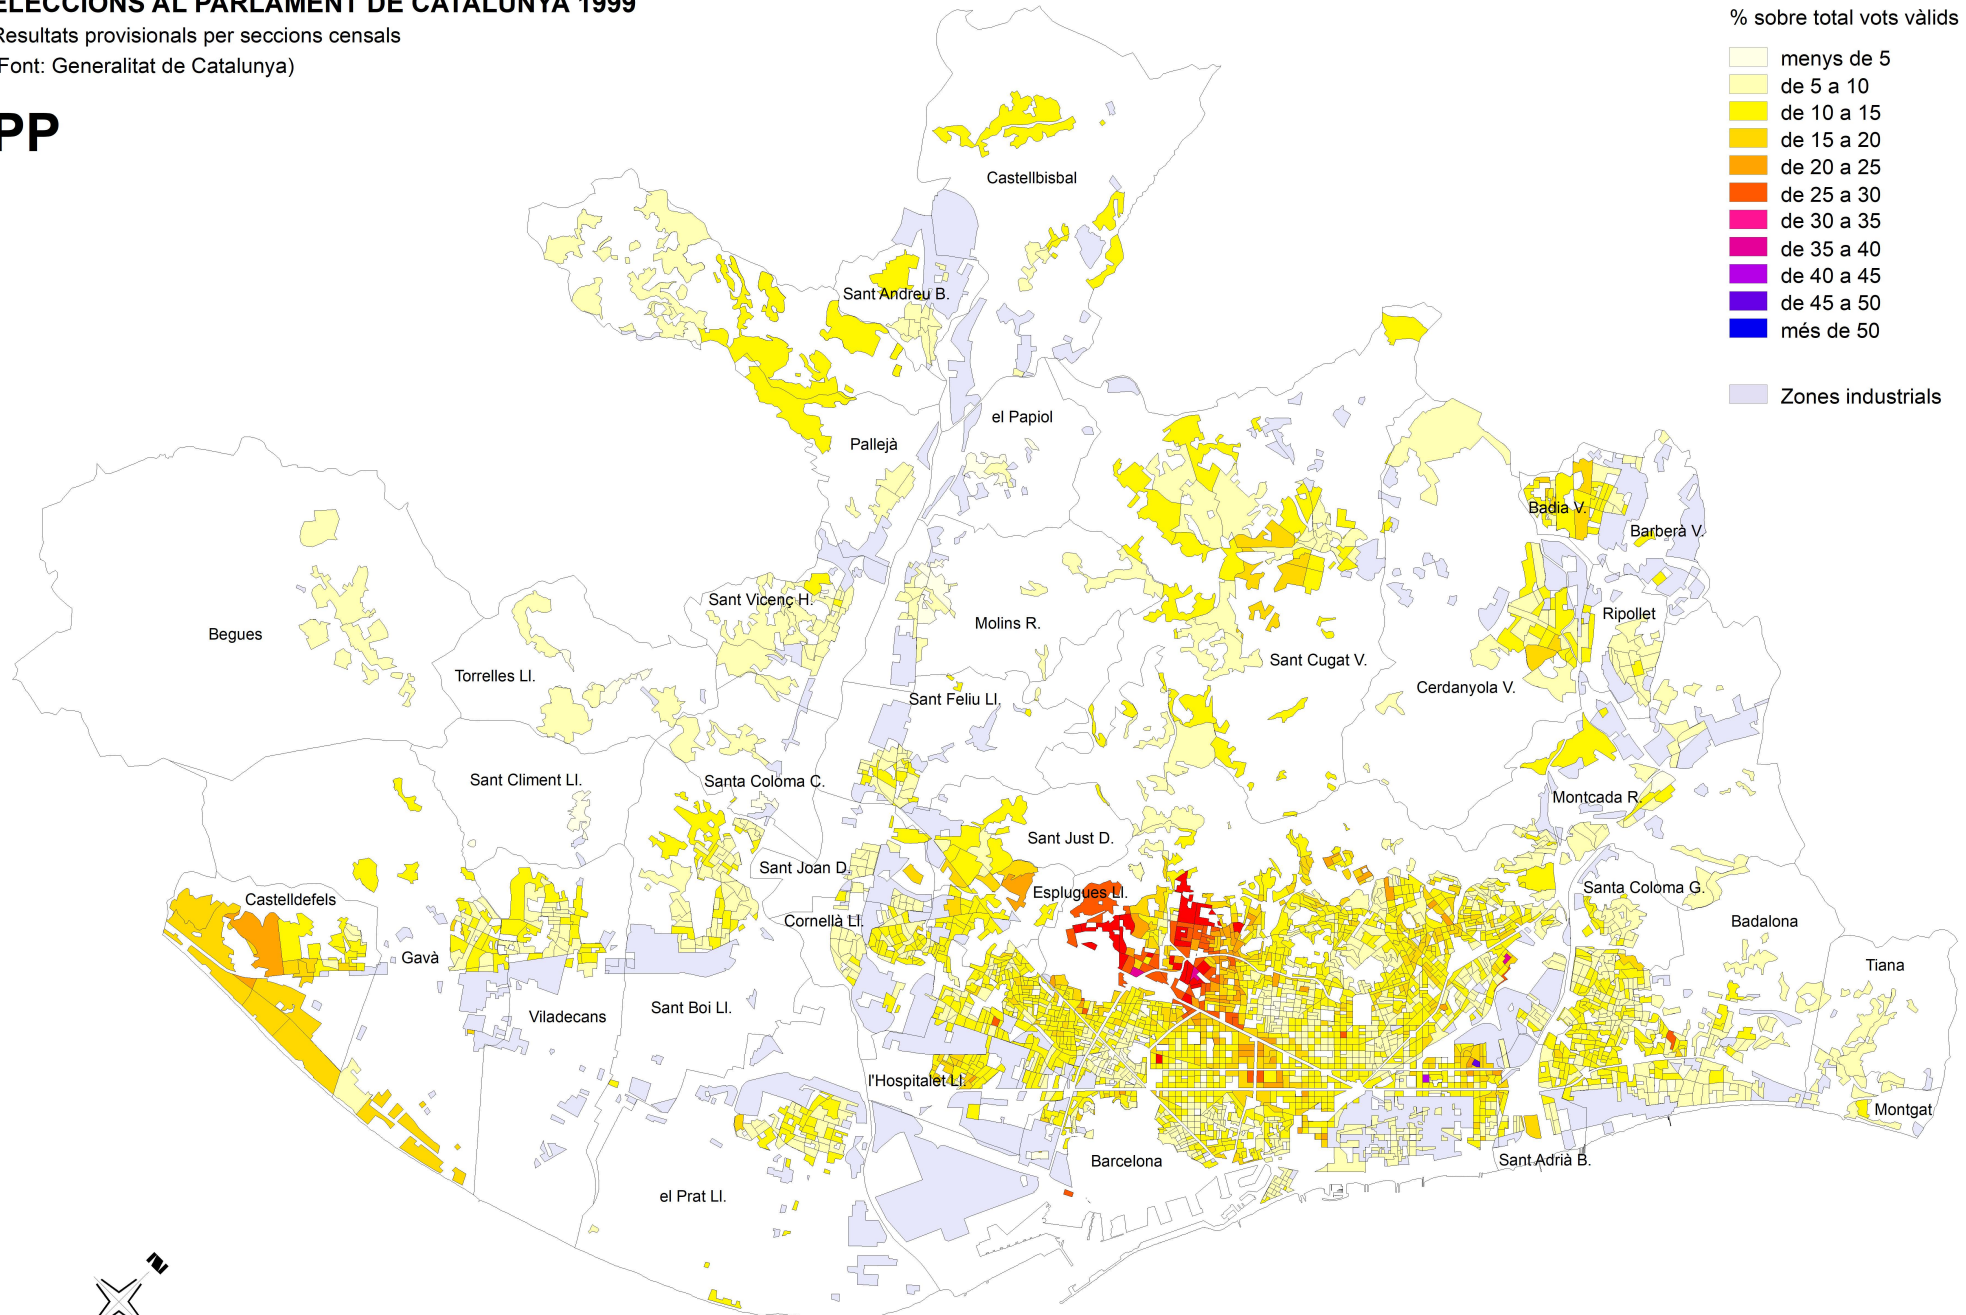 ELECCIONS AL PARLAMENT DE CATALUNYA 1999
Resultats provisionals per seccions censals
(Font: Generalitat de Catalunya)
PP
% sobre total vots vàlids
menys de 5
de 5 a 10
de 10 a 15
de 15 a 20
de 20 a 25
de 25 a 30
de 30 a 35
de 35 a 40
de 40 a 45
de 45 a 50
més de 50
Zones industrials
Castellbisbal
Sant Andreu B.
el Papiol
Pallejà
Badia V.
Barberà V.
Sant Vicenç H.
Ripollet
Molins R.
Begues
Sant Cugat V.
Torrelles Ll.
Cerdanyola V.
Sant Feliu Ll.
Sant Climent Ll.
Santa Coloma C.
Montcada R.
Sant Just D.
Sant Joan D.
Santa Coloma G.
Esplugues Ll.
Castelldefels
Cornellà Ll.
Badalona
Gavà
Tiana
Sant Boi Ll.
Viladecans
l'Hospitalet Ll.
Montgat
Barcelona
Sant Adrià B.
el Prat Ll.
N